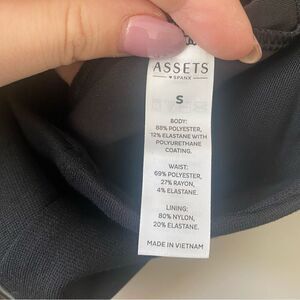 ASSETS
♥ SPANX
S
BODY:
88% POLYESTER,
12% ELASTANE WITH
POLYURETHANE
COATING.
WAIST:
69% POLYESTER,
27% RAYON,
4% ELASTANE.
LINING:
80% NYLON,
20% ELASTANE.
MADE IN VIETNAM